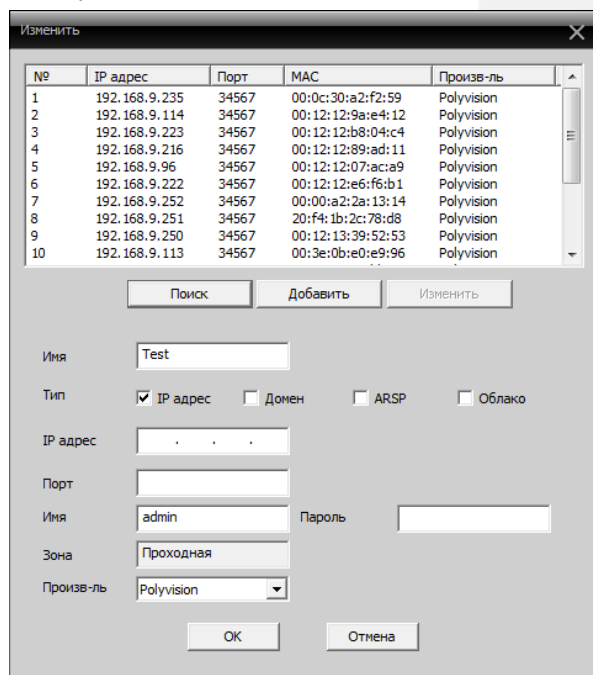 Изменить
№ IP адрес Порт MAC Произв-ль
1 192.168.9.235 34567 00:0c:30:a2:f2:59 Polyvision
2 192.168.9.114 34567 00:12:12:9a:e4:12 Polyvision
3 192.168.9.223 34567 00:12:12:b8:04:c4 Polyvision
4 192.168.9.216 34567 00:12:12:89:ad:11 Polyvision
5 192.168.9.96 34567 00:12:12:07:ac:a9 Polyvision
6 192.168.9.222 34567 00:12:12:e6:f6:b1 Polyvision
7 192.168.9.252 34567 00:00:a2:2a:13:14 Polyvision
8 192.168.9.251 34567 20:f4:1b:2c:78:d8 Polyvision
9 192.168.9.250 34567 00:12:13:39:52:53 Polyvision
10 192.168.9.113 34567 00:3e:0b:e0:e9:96 Polyvision
Поиск Добавить Изменить
Имя Test
Тип IP адрес Домен ARSP Облако
IP адрес . . .
Порт
Имя admin Пароль
Зона Проходная
Произв-ль Polyvision
OK Отмена